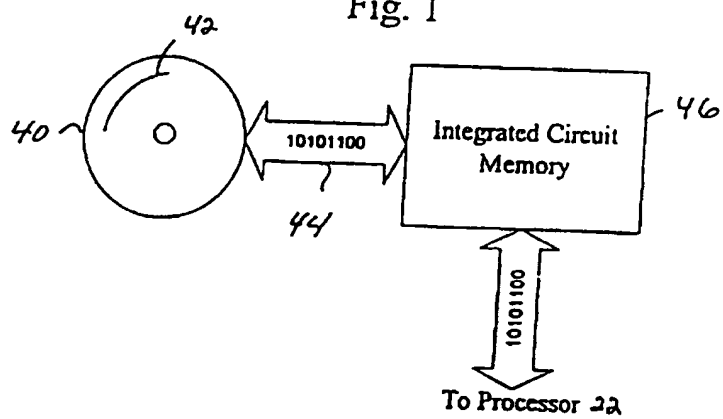 Fig. 1
42
40
10101100
44
Integrated Circuit
Memory
46
10101100
To Processor 22